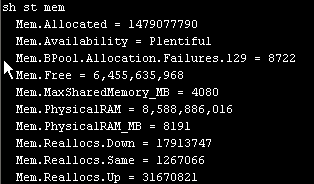 sh st mem
Mem.Allocated = 1479077790
Mem.Availability = Plentiful
Mem.BPool.Allocation.Failures.129 = 8722
Mem.Free = 6,455,635,968
Mem.MaxSharedMemory_MB = 4080
Mem.PhysicalRAM = 8,588,886,016
Mem.PhysicalRAM_MB = 8191
Mem.Reallocs.Down = 17913747
Mem.Reallocs.Same = 1267066
Mem.Reallocs.Up = 31670821